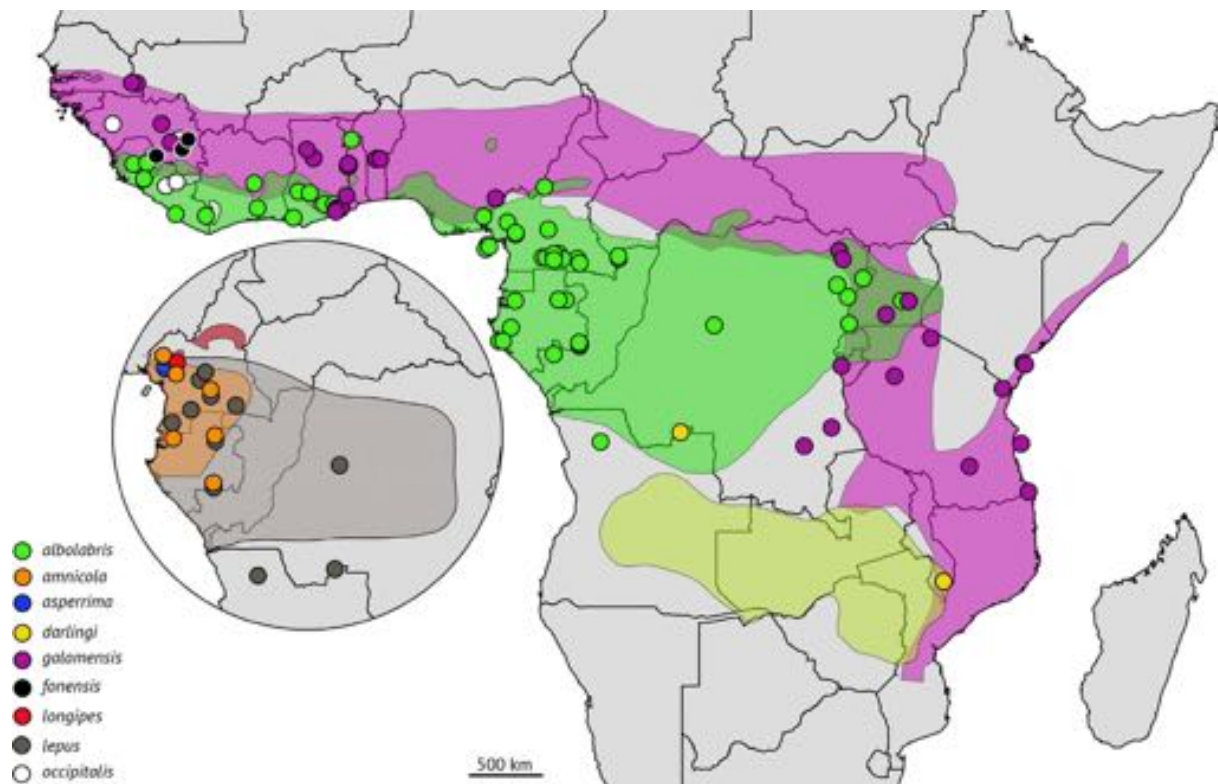 albolabris
amnicola
asperrima
darlingi
galamensis
fonensis
longipes
lepus
occipitalis
500 km